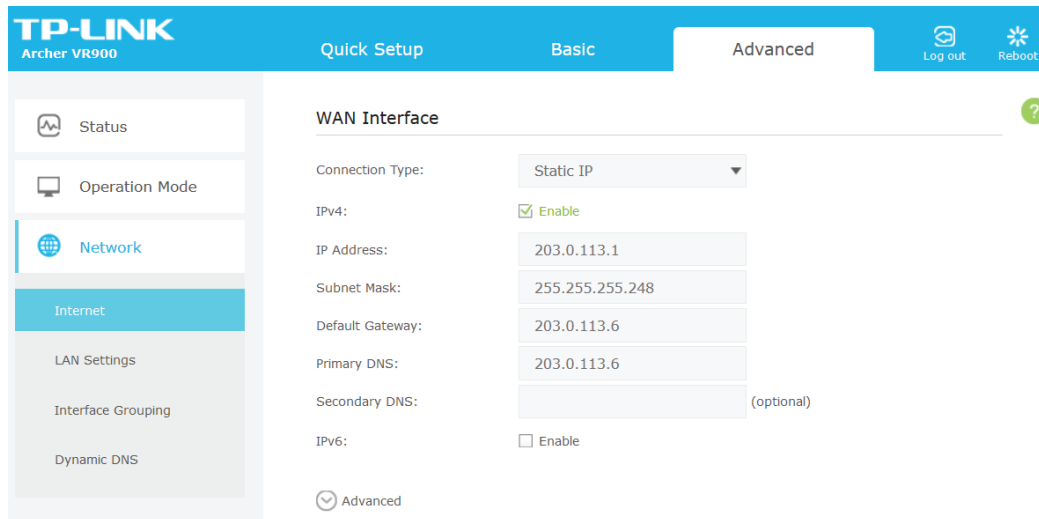 TP-LINK
Archer VR900
Quick Setup
Basic
Advanced
Log out
Reboot
Status
Operation Mode
Network
Internet
LAN Settings
Interface Grouping
Dynamic DNS
WAN Interface
?
Connection Type: Static IP
IPv4: Enable
IP Address: 203.0.113.1
Subnet Mask: 255.255.255.248
Default Gateway: 203.0.113.6
Primary DNS: 203.0.113.6
Secondary DNS: (optional)
IPv6: Enable
Advanced